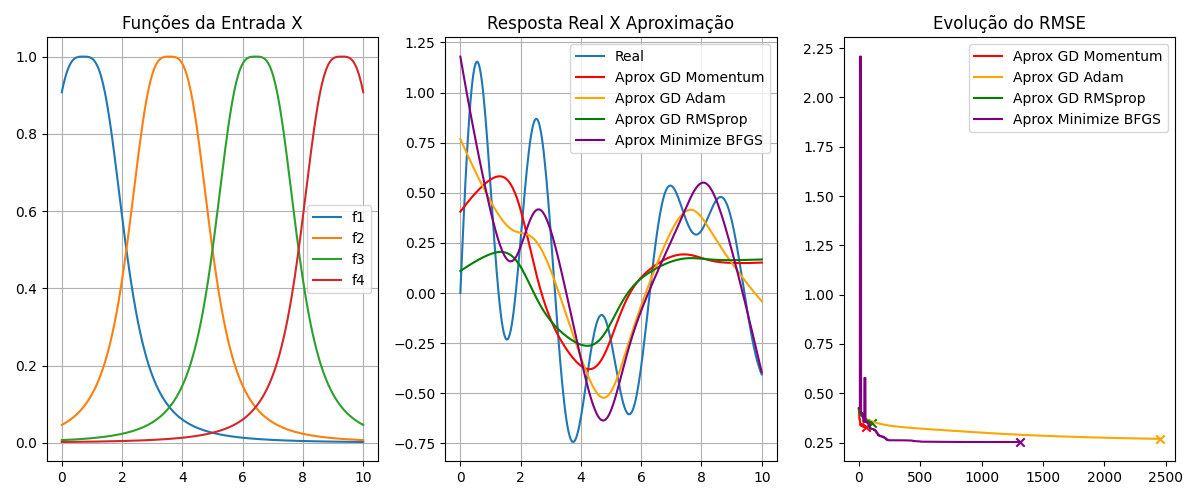 Funções da Entrada X
1.0
0.8
0.6
0.4
0.2
0.0
0 2 4 6 8 10
f1
f2
f3
f4
Resposta Real X Aproximação
1.25
1.00
0.75
0.50
0.25
0.00
−0.25
−0.50
−0.75
0 2 4 6 8 10
Real
Aprox GD Momentum
Aprox GD Adam
Aprox GD RMSprop
Aprox Minimize BFGS
Evolução do RMSE
2.25
2.00
1.75
1.50
1.25
1.00
0.75
0.50
0.25
0 500 1000 1500 2000 2500
Aprox GD Momentum
Aprox GD Adam
Aprox GD RMSprop
Aprox Minimize BFGS